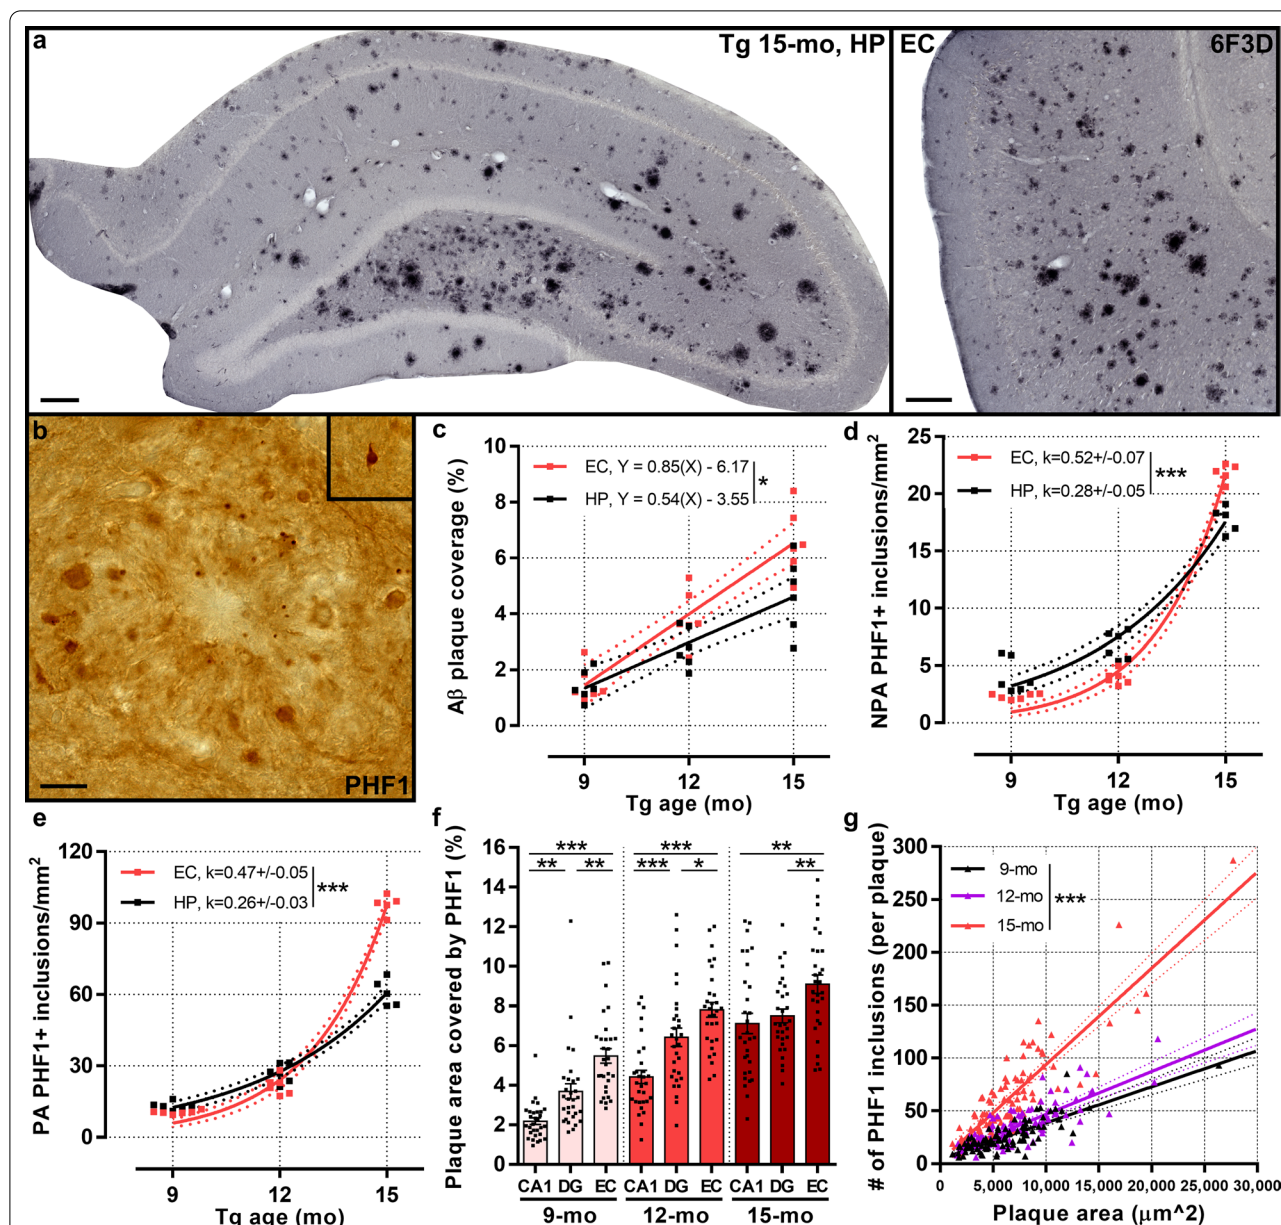 a
Tg 15-mo, HP
EC
6F3D
b
PHF1
c
Aβ plaque coverage (%)
10
8
6
4
2
0
EC, Y = 0.85(X) - 6.17
HP, Y = 0.54(X) - 3.55
*
9 12 15
Tg age (mo)
d
NPA PHF1+ inclusions/mm²
25
20
15
10
5
0
EC, k=0.52+/-0.07
HP, k=0.28+/-0.05
***
9 12 15
Tg age (mo)
e
PA PHF1+ inclusions/mm²
120
90
60
30
0
EC, k=0.47+/-0.05
HP, k=0.26+/-0.03
***
9 12 15
Tg age (mo)
f
Plaque area covered by PHF1 (%)
16
14
12
10
8
6
4
2
0
*** *** **
** ** *** * **
CA1 DG EC CA1 DG EC CA1 DG EC
9-mo 12-mo 15-mo
g
# of PHF1 inclusions (per plaque)
300
250
200
150
100
50
0
9-mo
12-mo
15-mo
***
0 5,000 10,000 15,000 20,000 25,000 30,000
Plaque area (μm^2)